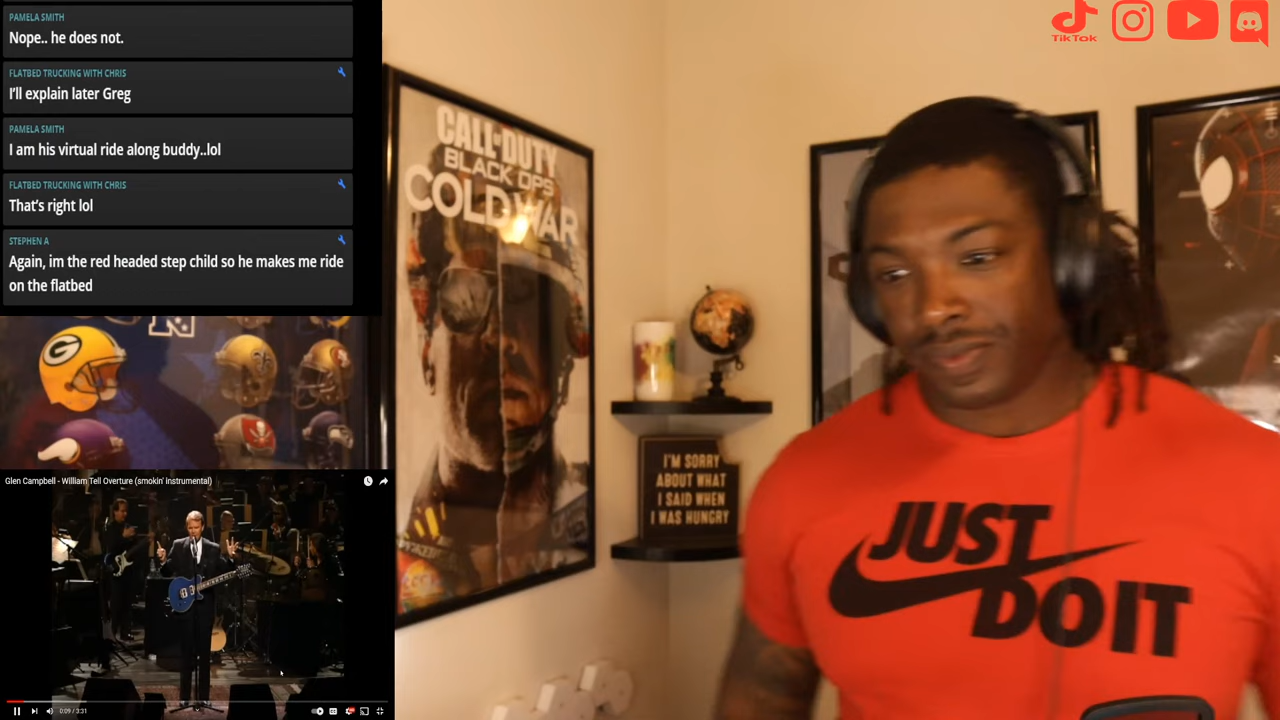 PAMELA SMITH
Nope.. he does not.
FLATBED TRUCKING WITH CHRIS
I'll explain later Greg
PAMELA SMITH
I am his virtual ride along buddy..lol
FLATBED TRUCKING WITH CHRIS
That's right lol
STEPHEN A
Again, im the red headed step child so he makes me ride
on the flatbed
G
Glen Campbell - William Tell Overture (smokin' instrumental)
0:09 / 3:31
CALL OF DUTY
BLACK OPS
COLD WAR
I'M SORRY
ABOUT WHAT
I SAID WHEN
I WAS HUNGRY
TikTok
JUST
DO IT